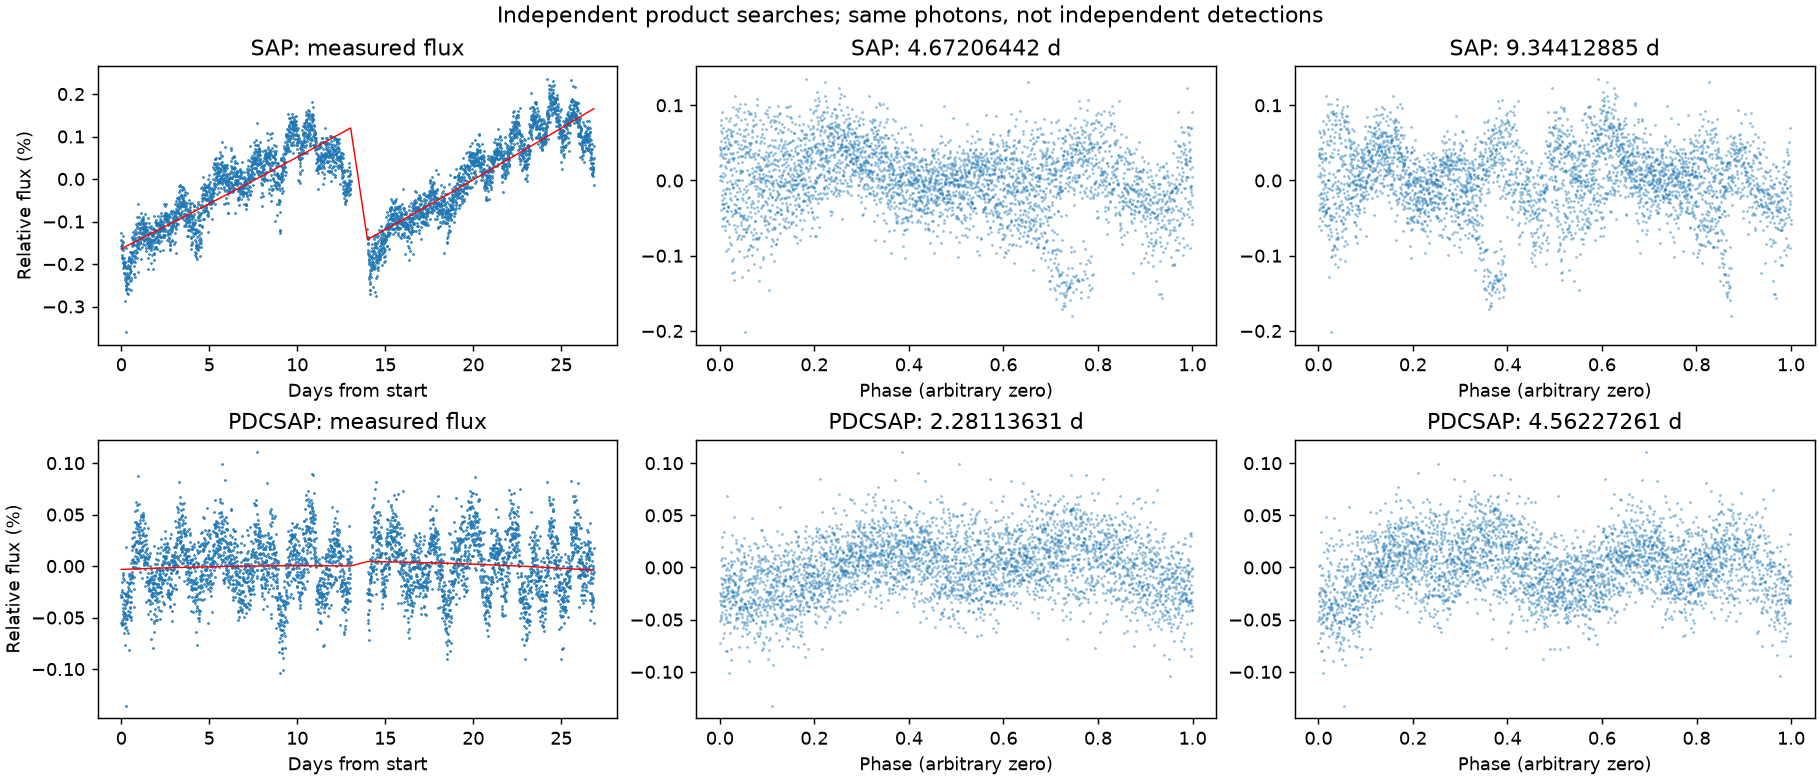 Independent product searches; same photons, not independent detections
SAP: measured flux
Relative flux (%)
0.2
0.1
0.0
−0.1
−0.2
−0.3
0 5 10 15 20 25
Days from start
SAP: 4.67206442 d
0.1
0.0
−0.1
−0.2
0.0 0.2 0.4 0.6 0.8 1.0
Phase (arbitrary zero)
SAP: 9.34412885 d
0.1
0.0
−0.1
−0.2
0.0 0.2 0.4 0.6 0.8 1.0
Phase (arbitrary zero)
PDCSAP: measured flux
Relative flux (%)
0.10
0.05
0.00
−0.05
−0.10
0 5 10 15 20 25
Days from start
PDCSAP: 2.28113631 d
0.10
0.05
0.00
−0.05
−0.10
0.0 0.2 0.4 0.6 0.8 1.0
Phase (arbitrary zero)
PDCSAP: 4.56227261 d
0.10
0.05
0.00
−0.05
−0.10
0.0 0.2 0.4 0.6 0.8 1.0
Phase (arbitrary zero)